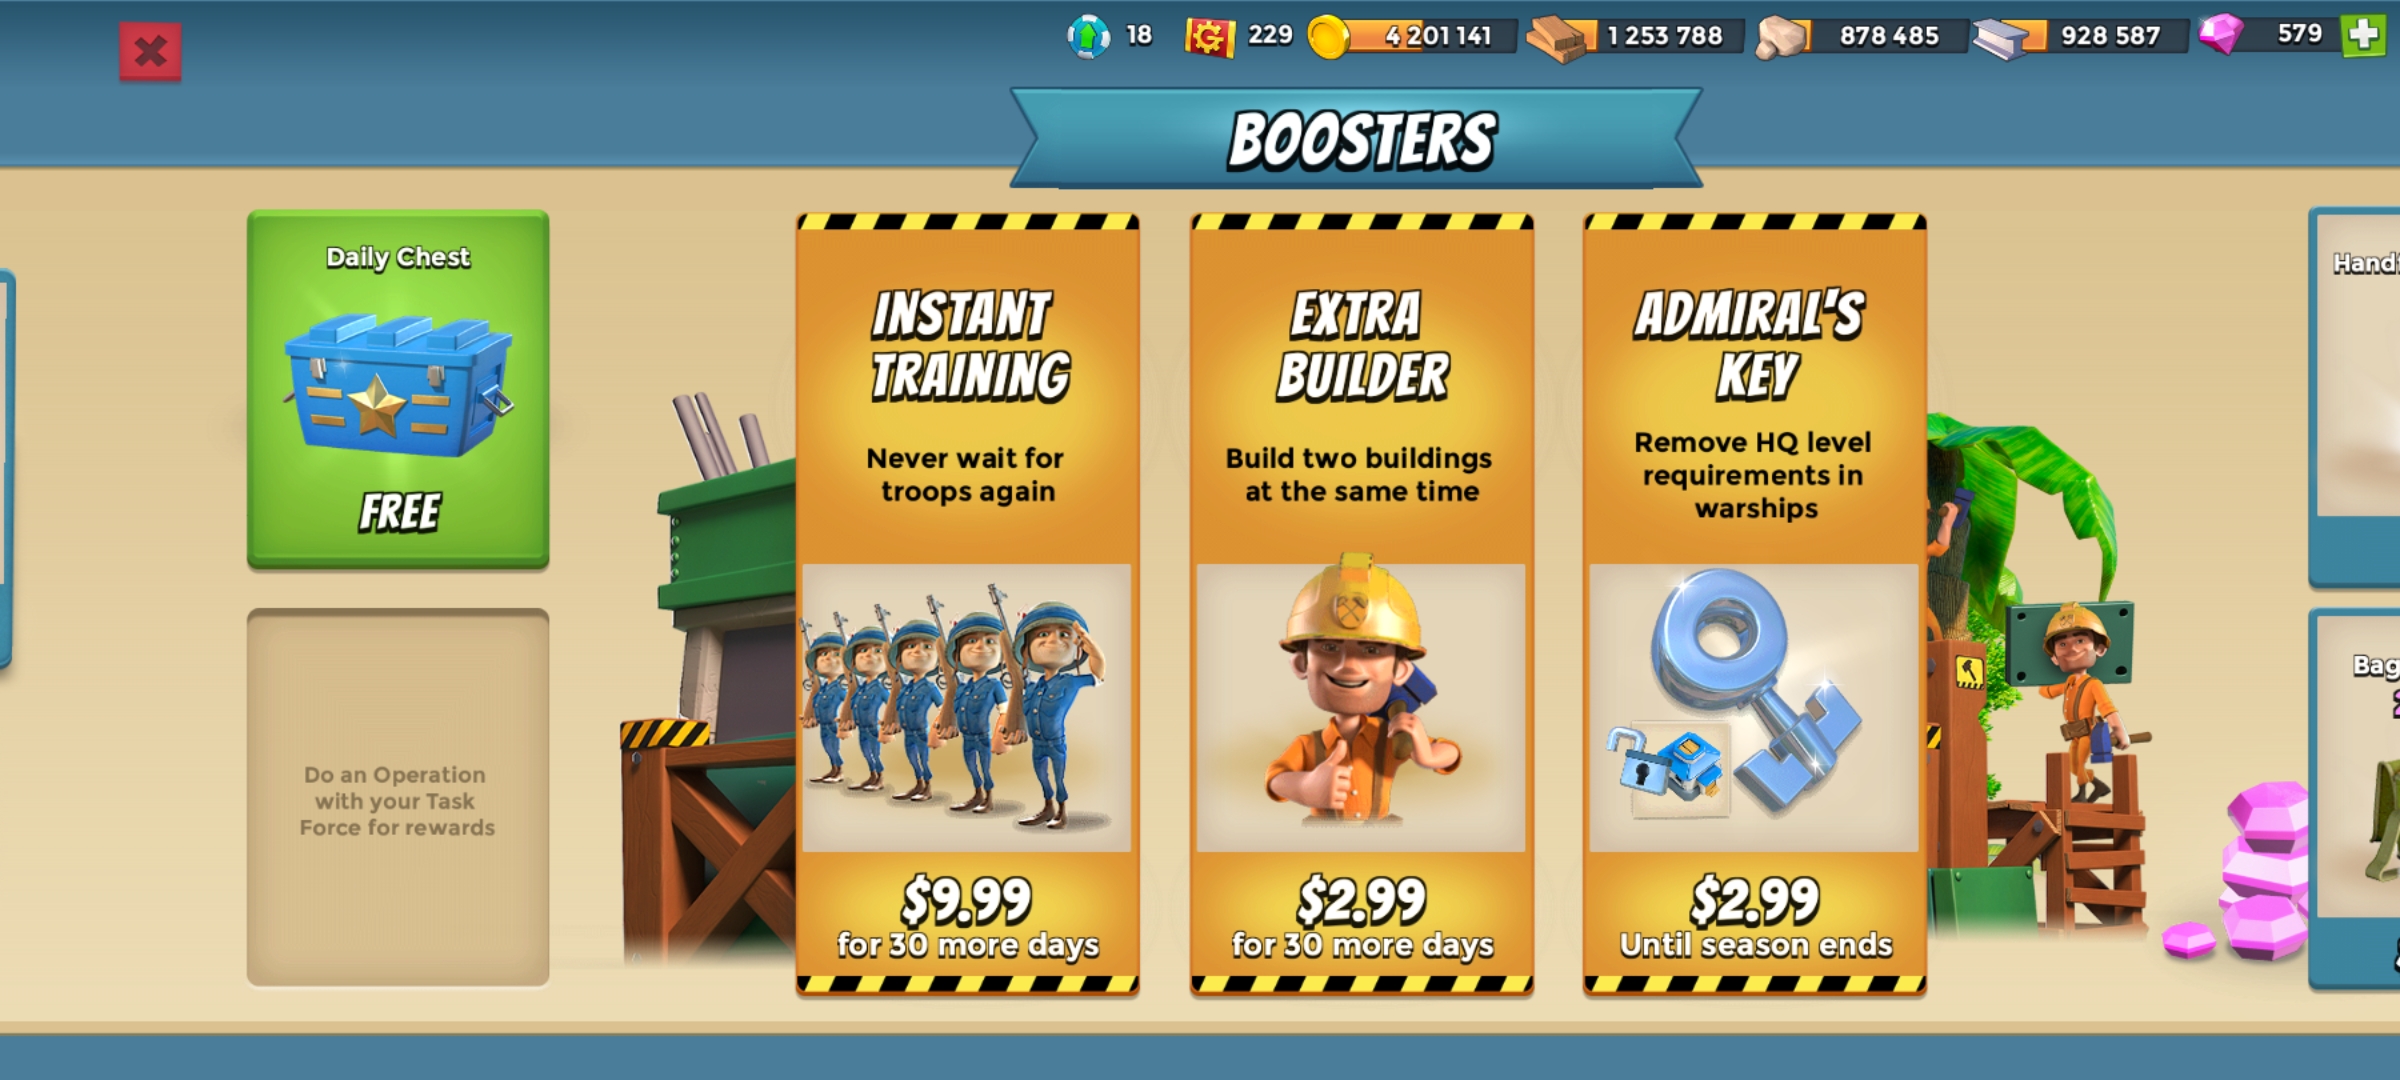 18
229
4 201 141
1 253 788
878 485
928 587
579
BOOSTERS
Daily Chest
FREE
Do an Operation
with your Task
Force for rewards
INSTANT
TRAINING
Never wait for
troops again
$9.99
for 30 more days
EXTRA
BUILDER
Build two buildings
at the same time
$2.99
for 30 more days
ADMIRAL'S
KEY
Remove HQ level
requirements in
warships
$2.99
Until season ends
Bag